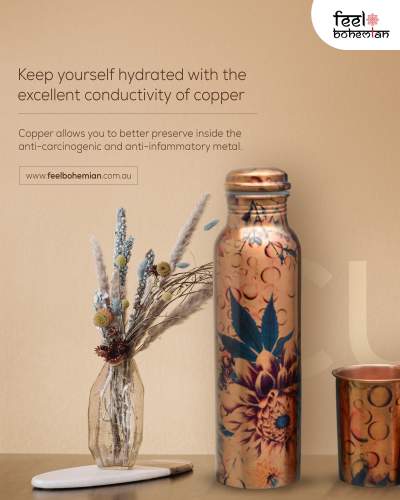 feel
bohemian
Keep yourself hydrated with the
excellent conductivity of copper
Copper allows you to better preserve inside the
anti-carcinogenic and anti-infammatory metal.
www.feelbohemian.com.au
CU